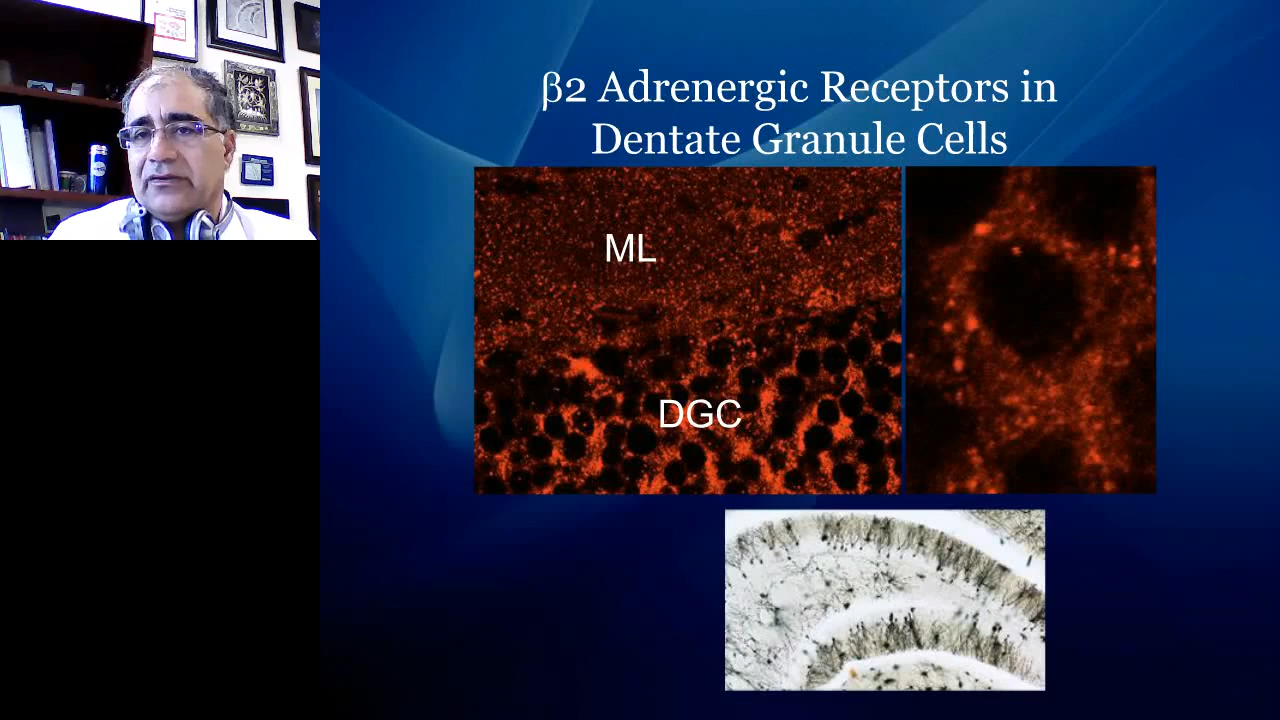 β2 Adrenergic Receptors in
Dentate Granule Cells
ML
DGC